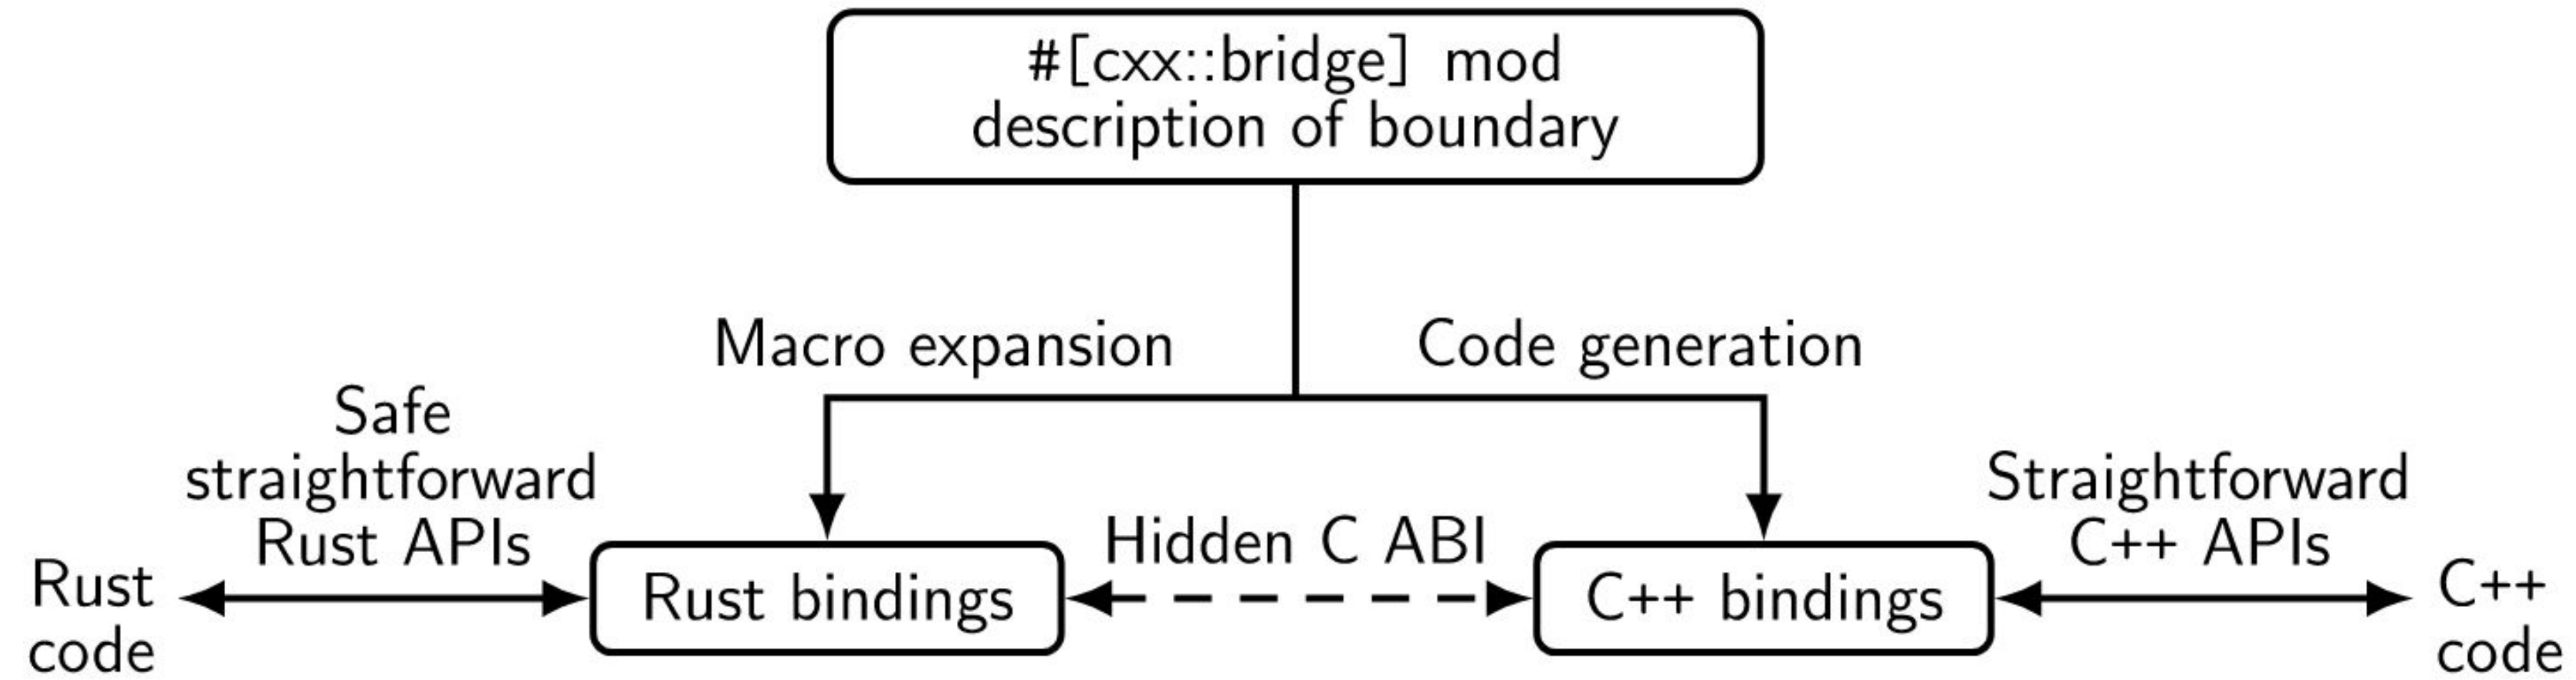 #[cxx::bridge] mod
description of boundary
Macro expansion
Code generation
Safe
straightforward
Rust APIs
Straightforward
C++ APIs
Hidden C ABI
Rust
code
Rust bindings
C++ bindings
C++
code